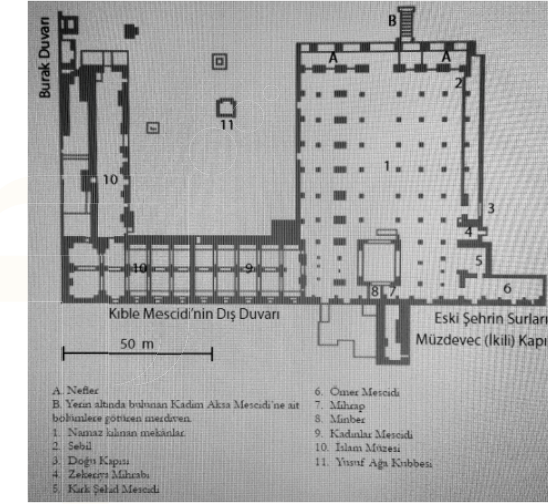 Burak Duvarı
B
A
A
2
11
1
10
3
4
5
10
9
6
8
7
Kıble Mescidi'nin Dış Duvarı
Eski Şehrin Surları
Müzdevec (İkili) Kapı
50 m
A. Nefler
B. Yerin altında bulunan Kadim Aksa Mescidi'ne ait
bölümlere götüren merdiven.
1. Namaz kılınan mekânlar.
2. Sebil
3. Doğu Kapısı
4. Zekeriya Mihrabı
5. Kırk Şehid Mescidi
6. Ömer Mescidi
7. Mihrap
8. Minber
9. Kadınlar Mescidi
10. İslam Müzesi
11. Yusuf Ağa Kubbesi